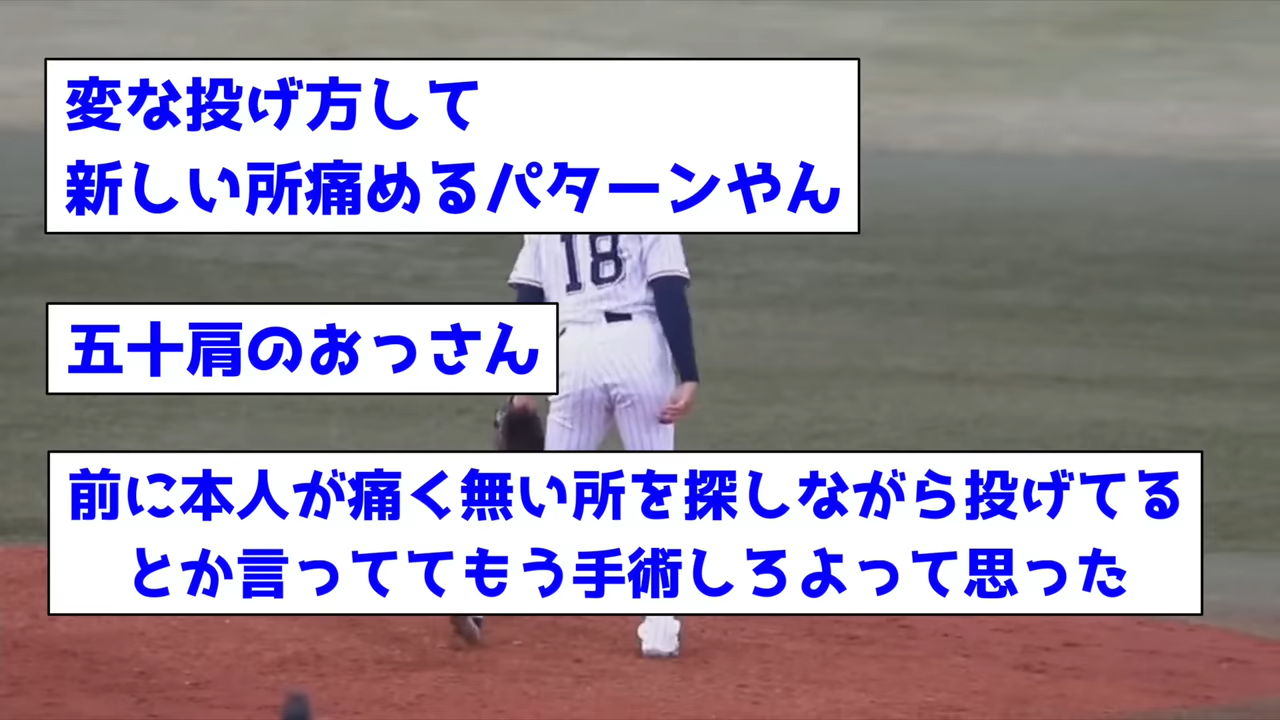 変な投げ方して
新しい所痛めるパターンやん
18
五十肩のおっさん
前に本人が痛く無い所を探しながら投げてる
とか言っててもう手術しろよって思った